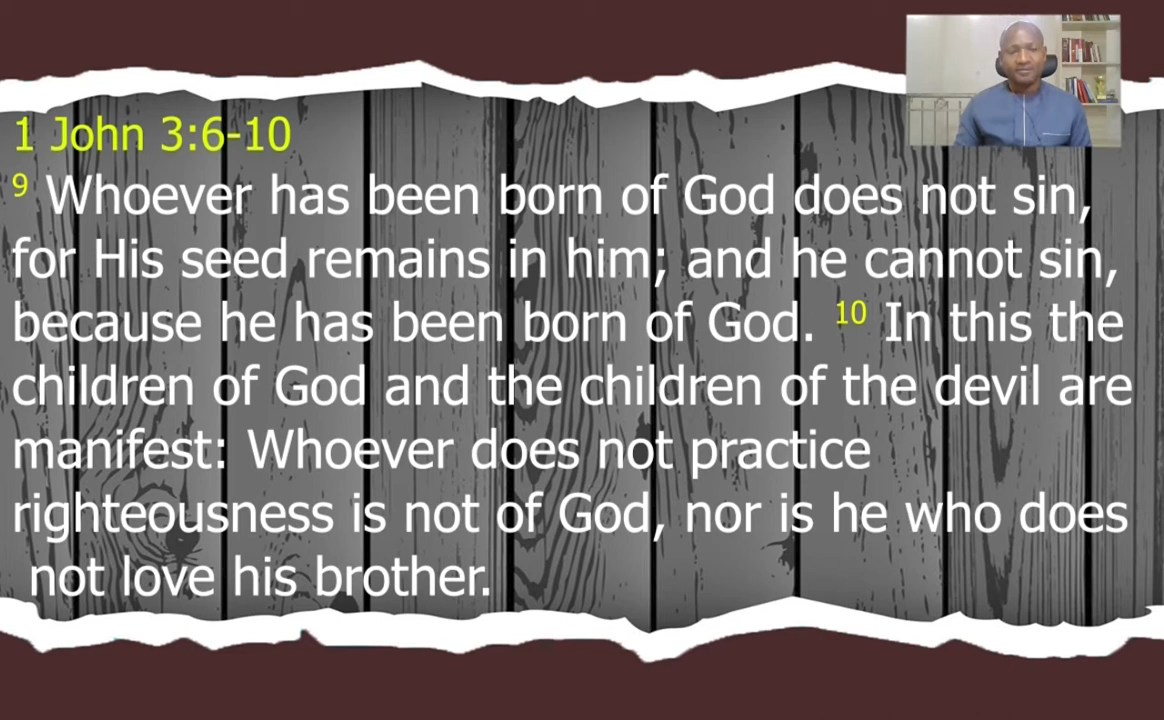 1 John 3:6-10
9 Whoever has been born of God does not sin,
for His seed remains in him; and he cannot sin,
because he has been born of God. 10 In this the
children of God and the children of the devil are
manifest: Whoever does not practice
righteousness is not of God, nor is he who does
not love his brother.